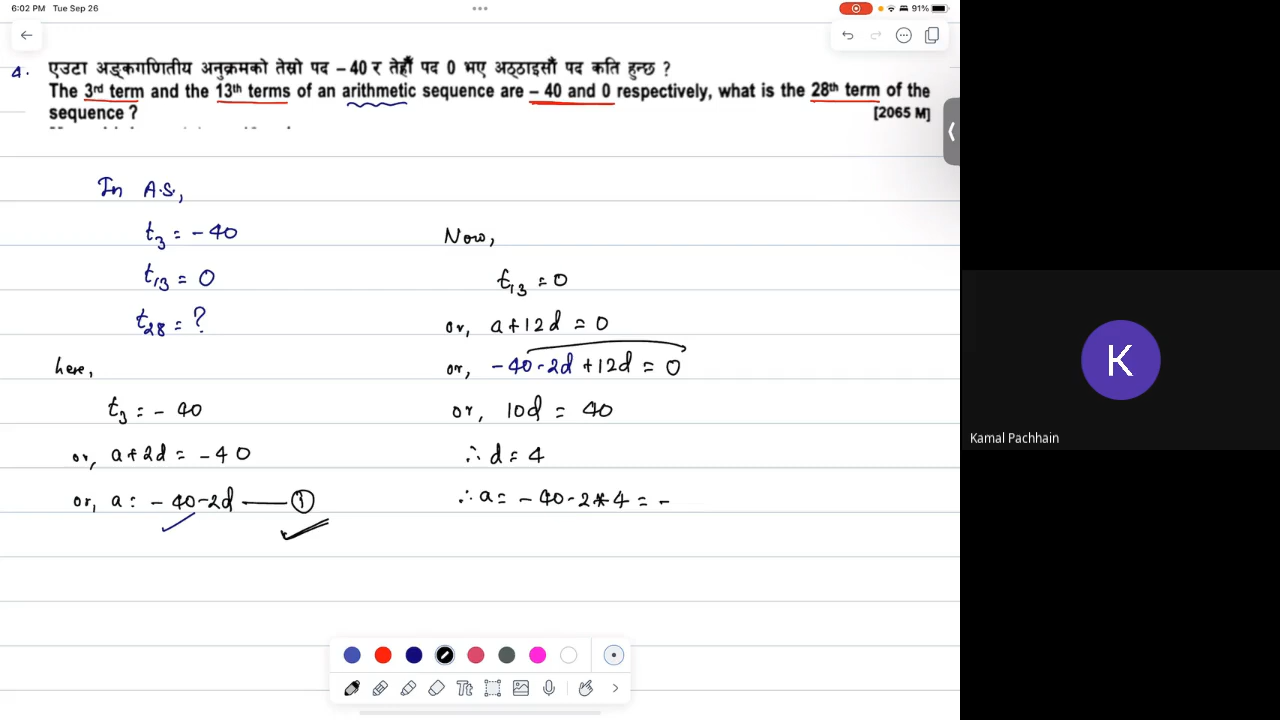 6:02 PM Tue Sep 26
91%
4. एउटा अङ्कगणितीय अनुक्रमको तेस्रो पद – 40 र तेह्रौं पद 0 भए अठ्ठाइसौं पद कति हुन्छ ?
The 3rd term and the 13th terms of an arithmetic sequence are – 40 and 0 respectively, what is the 28th term of the
sequence ? [2065 M]
In A.S,
t₃ = - 40
t₁₃ = 0
t₂₈ = ?
here,
t₃ = - 40
or, a+2d = -40
or, a = - 40-2d —— ①
Now,
t₁₃ = 0
or, a+12d = 0
or, -40-2d +12d = 0
or, 10d = 40
∴ d = 4
∴ a = - 40 - 2*4 = -
K
Kamal Pachhain
Tt